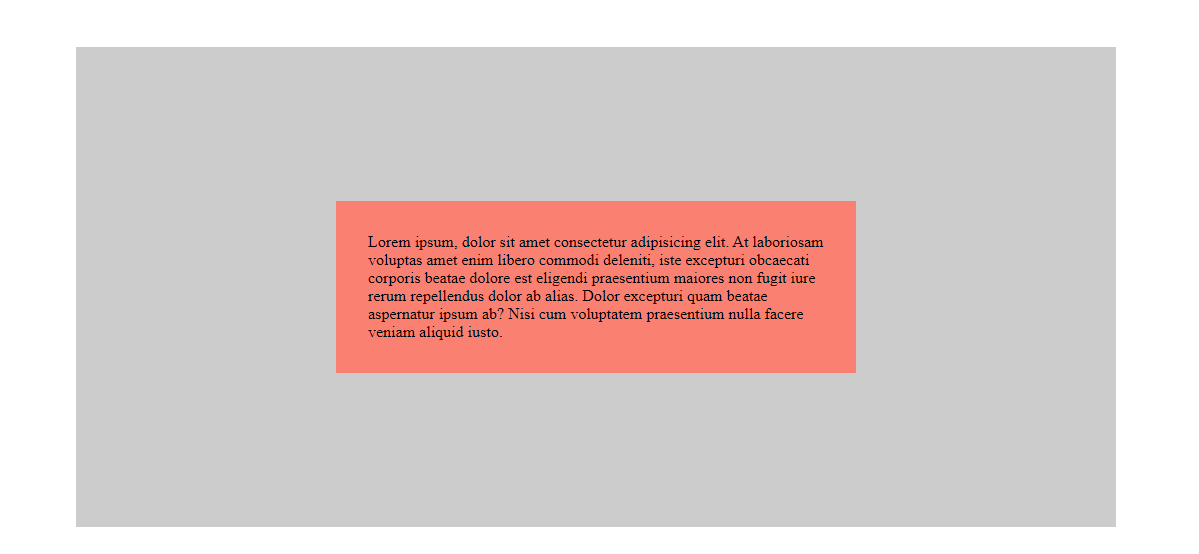 Lorem ipsum, dolor sit amet consectetur adipisicing elit. At laboriosam
voluptas amet enim libero commodi deleniti, iste excepturi obcaecati
corporis beatae dolore est eligendi praesentium maiores non fugit iure
rerum repellendus dolor ab alias. Dolor excepturi quam beatae
aspernatur ipsum ab? Nisi cum voluptatem praesentium nulla facere
veniam aliquid iusto.